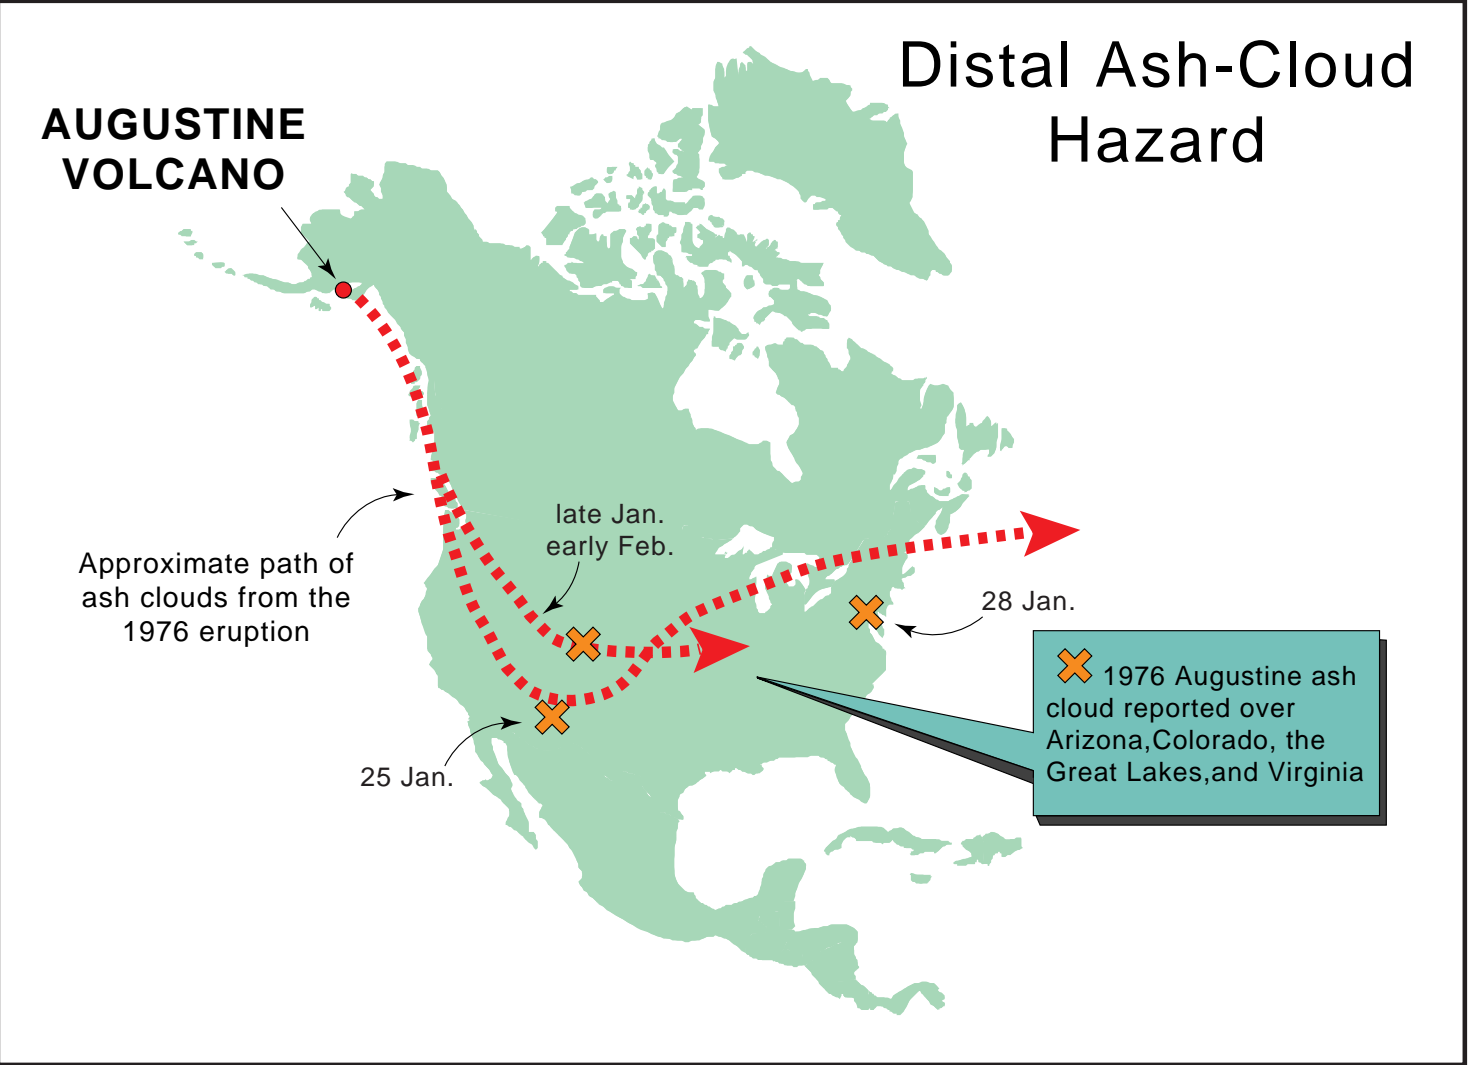 Distal Ash-Cloud
Hazard
AUGUSTINE
VOLCANO
late Jan.
early Feb.
Approximate path of
ash clouds from the
1976 eruption
28 Jan.
25 Jan.
1976 Augustine ash
cloud reported over
Arizona,Colorado, the
Great Lakes,and Virginia